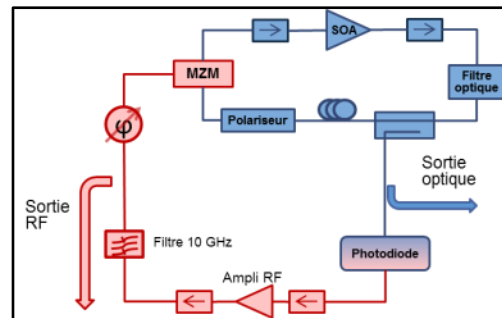 SOA
MZM
Filtre
optique
Polariseur
φ
Sortie
optique
Sortie
RF
Filtre 10 GHz
Photodiode
Ampli RF